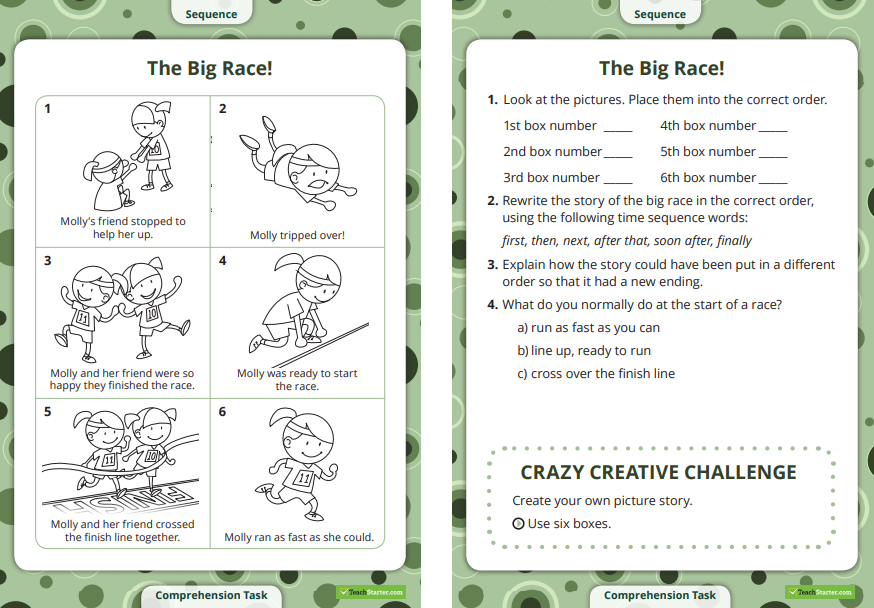 Sequence
The Big Race!
1
Molly's friend stopped to
help her up.
10
2
Molly tripped over!
3
11
10
Molly and her friend were so
happy they finished the race.
4
Molly was ready to start
the race.
5
11
10
FINISH
Molly and her friend crossed
the finish line together.
6
11
Molly ran as fast as she could.
Comprehension Task
TeachStarter.com
Sequence
The Big Race!
1. Look at the pictures. Place them into the correct order.
1st box number _____ 4th box number _____
2nd box number _____ 5th box number _____
3rd box number _____ 6th box number _____
2. Rewrite the story of the big race in the correct order,
using the following time sequence words:
first, then, next, after that, soon after, finally
3. Explain how the story could have been put in a different
order so that it had a new ending.
4. What do you normally do at the start of a race?
a) run as fast as you can
b) line up, ready to run
c) cross over the finish line
CRAZY CREATIVE CHALLENGE
Create your own picture story.
Use six boxes.
Comprehension Task
TeachStarter.com